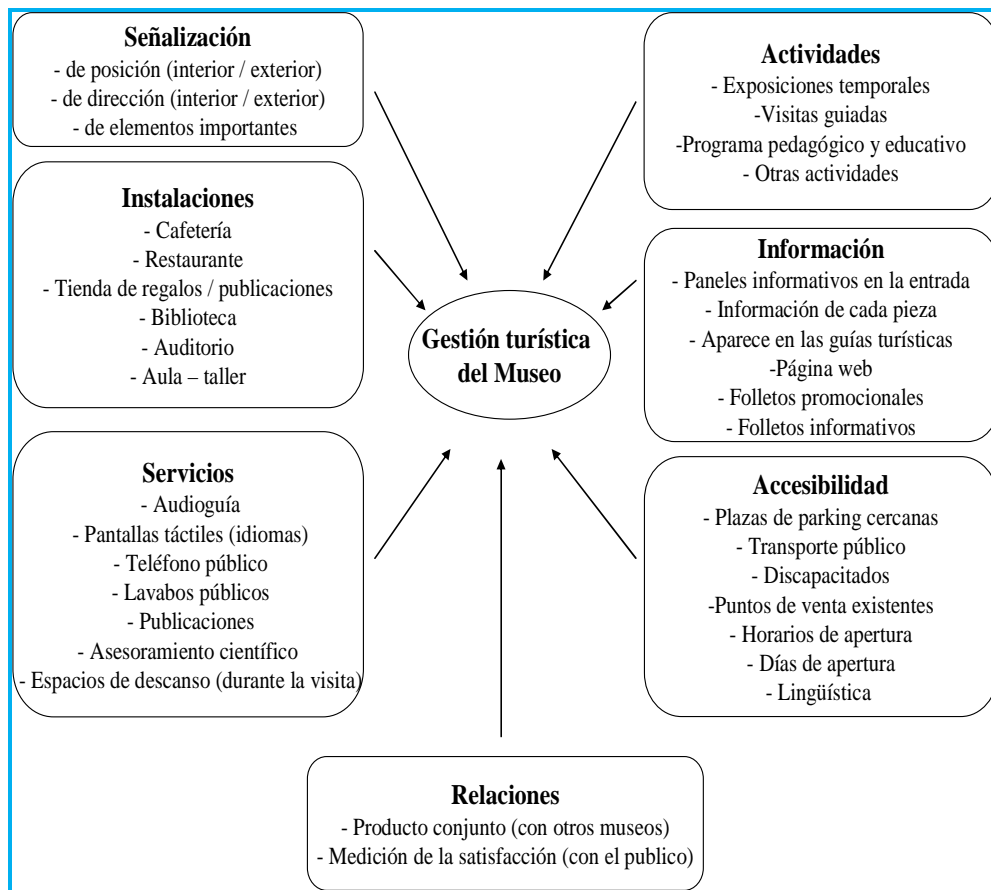 Señalización
- de posición (interior / exterior)
- de dirección (interior / exterior)
- de elementos importantes
Instalaciones
- Cafetería
- Restaurante
- Tienda de regalos / publicaciones
- Biblioteca
- Auditorio
- Aula – taller
Servicios
- Audioguía
- Pantallas táctiles (idiomas)
- Teléfono público
- Lavabos públicos
- Publicaciones
- Asesoramiento científico
- Espacios de descanso (durante la visita)
Gestión turística
del Museo
Actividades
- Exposiciones temporales
-Visitas guiadas
-Programa pedagógico y educativo
- Otras actividades
Información
- Paneles informativos en la entrada
- Información de cada pieza
- Aparece en las guías turísticas
-Página web
- Folletos promocionales
- Folletos informativos
Accesibilidad
- Plazas de parking cercanas
- Transporte público
- Discapacitados
-Puntos de venta existentes
- Horarios de apertura
- Días de apertura
- Lingüística
Relaciones
- Producto conjunto (con otros museos)
- Medición de la satisfacción (con el publico)